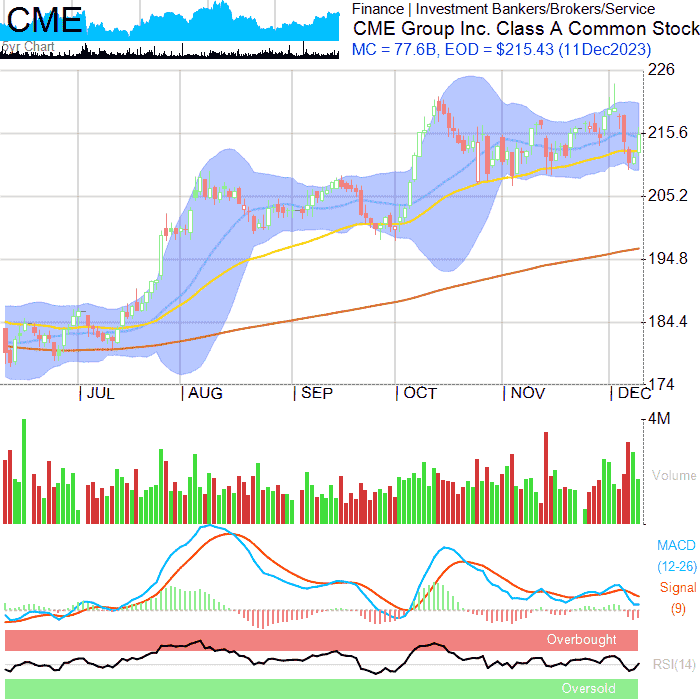 CME
5yr Chart
Finance | Investment Bankers/Brokers/Service
CME Group Inc. Class A Common Stock
MC = 77.6B, EOD = $215.43 (11Dec2023)
226
215.6
205.2
194.8
184.4
174
JUL
AUG
SEP
OCT
NOV
DEC
4M
Volume
MACD
(12-26)
Signal
(9)
Overbought
RSI(14)
Oversold